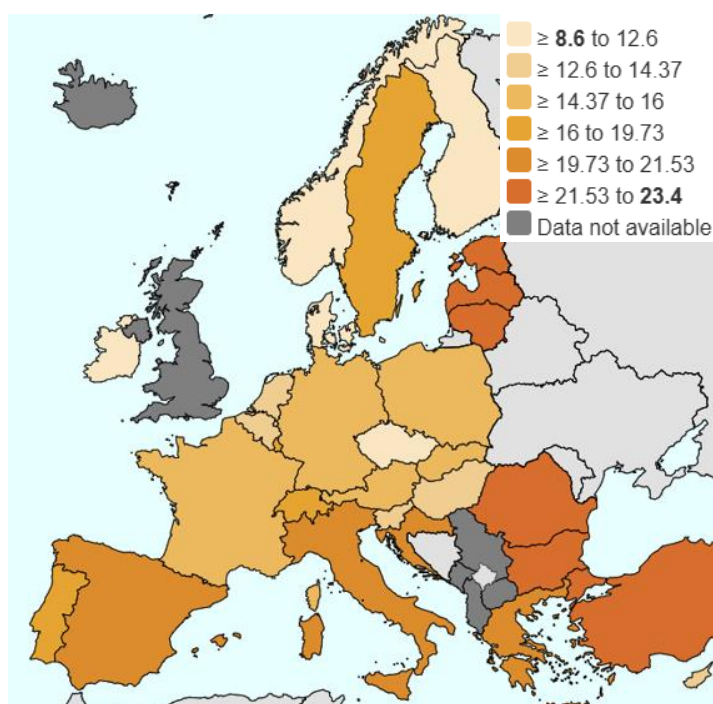 ≥ 8.6 to 12.6
≥ 12.6 to 14.37
≥ 14.37 to 16
≥ 16 to 19.73
≥ 19.73 to 21.53
≥ 21.53 to 23.4
Data not available